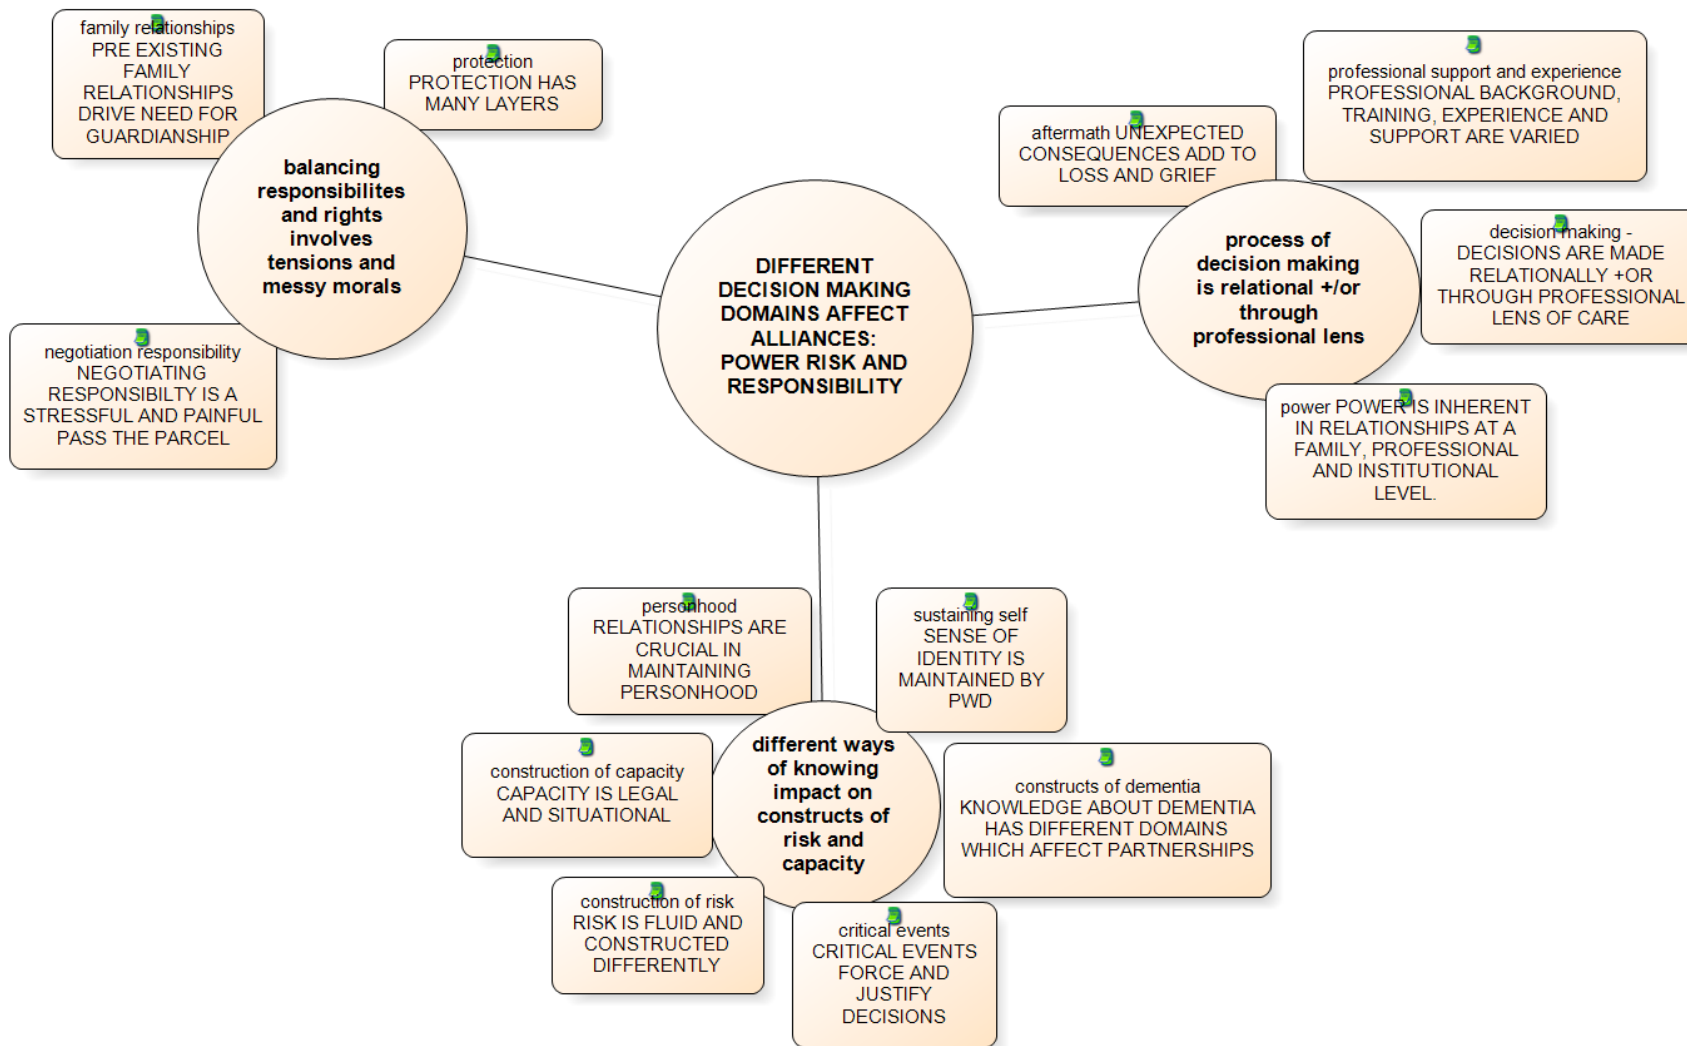 family relationships
PRE EXISTING
FAMILY
RELATIONSHIPS
DRIVE NEED FOR
GUARDIANSHIP
protection
PROTECTION HAS
MANY LAYERS
balancing
responsibilites
and rights
involves
tensions and
messy morals
negotiation responsibility
NEGOTIATING
RESPONSIBILTY IS A
STRESSFUL AND PAINFUL
PASS THE PARCEL
DIFFERENT
DECISION MAKING
DOMAINS AFFECT
ALLIANCES:
POWER RISK AND
RESPONSIBILITY
professional support and experience
PROFESSIONAL BACKGROUND,
TRAINING, EXPERIENCE AND
SUPPORT ARE VARIED
aftermath UNEXPECTED
CONSEQUENCES ADD TO
LOSS AND GRIEF
process of
decision making
is relational +/or
through
professional lens
decision making -
DECISIONS ARE MADE
RELATIONALLY +OR
THROUGH PROFESSIONAL
LENS OF CARE
power POWER IS INHERENT
IN RELATIONSHIPS AT A
FAMILY, PROFESSIONAL
AND INSTITUTIONAL
LEVEL.
personhood
RELATIONSHIPS ARE
CRUCIAL IN
MAINTAINING
PERSONHOOD
sustaining self
SENSE OF
IDENTITY IS
MAINTAINED BY
PWD
construction of capacity
CAPACITY IS LEGAL
AND SITUATIONAL
different ways
of knowing
impact on
constructs of
risk and
capacity
constructs of dementia
KNOWLEDGE ABOUT DEMENTIA
HAS DIFFERENT DOMAINS
WHICH AFFECT PARTNERSHIPS
construction of risk
RISK IS FLUID AND
CONSTRUCTED
DIFFERENTLY
critical events
CRITICAL EVENTS
FORCE AND
JUSTIFY
DECISIONS